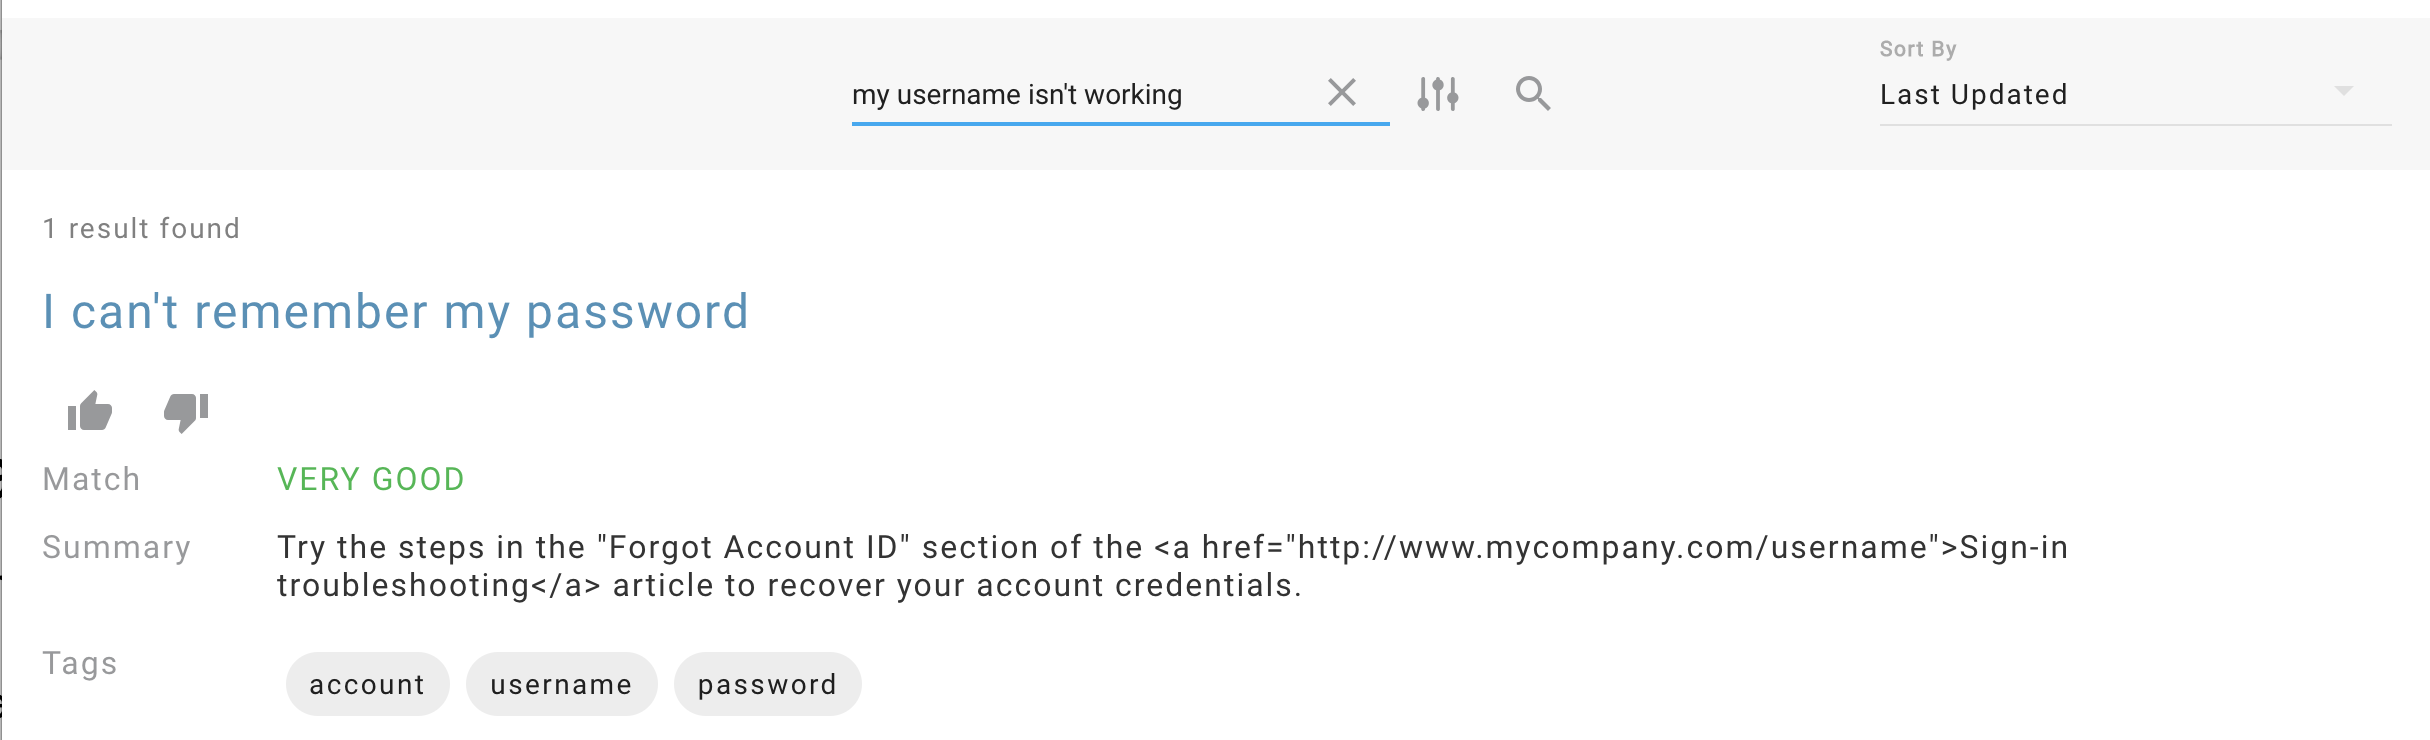 my username isn't working
Sort By
Last Updated
1 result found
I can't remember my password
Match
VERY GOOD
Summary
Try the steps in the "Forgot Account ID" section of the <a href="http://www.mycompany.com/username">Sign-in
troubleshooting</a> article to recover your account credentials.
Tags
account
username
password